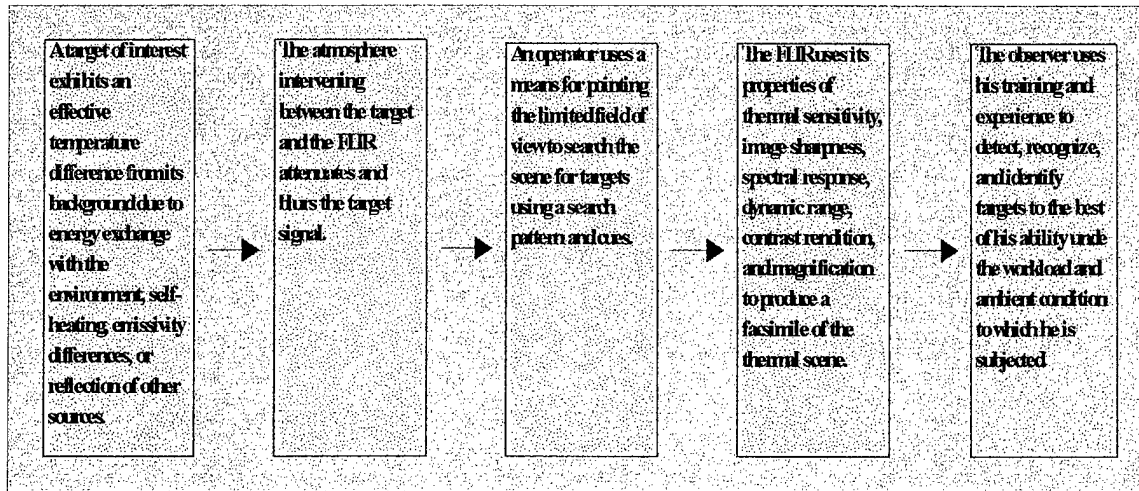 A target of interest
exhibits an
effective
temperature
difference from its
background due to
energy exchange
with the
environment, self-
heating, emissivity
differences, or
reflection of other
sources.
The atmosphere
intervening
between the target
and the FLIR
attenuates and
blurs the target
signal.
An operator uses a
means for pointing
the limited field of
view to search the
scene for targets
using a search
pattern and cues.
The FLIR uses its
properties of
thermal sensitivity,
image sharpness,
spectral response,
dynamic range,
contrast rendition,
and magnification
to produce a
facsimile of the
thermal scene.
The observer uses
his training and
experience to
detect, recognize,
and identify
targets to the best
of his ability unde
the workload and
ambient condition
to which he is
subjected.